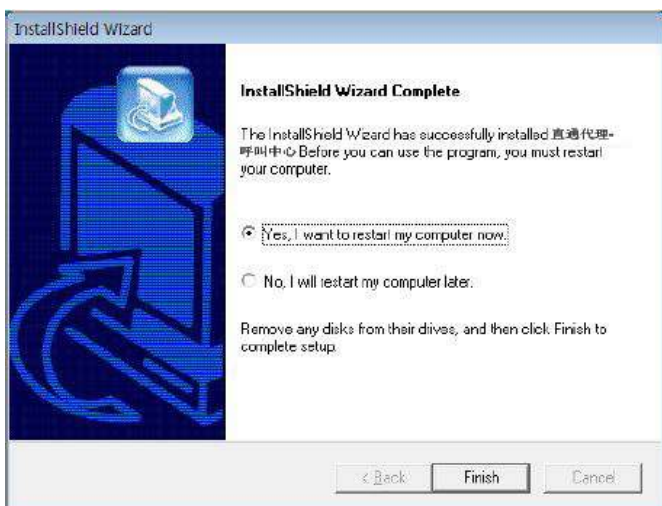 InstallShield Wizard
InstallShield Wizard Complete
The InstallShield Wizard has successfully installed 直通代理-
呼叫中心 Before you can use the program, you must restart
your computer.
Yes, I want to restart my computer now.
No, I will restart my computer later.
Remove any disks from their drives, and then click Finish to
complete setup.
< Back
Finish
Cancel